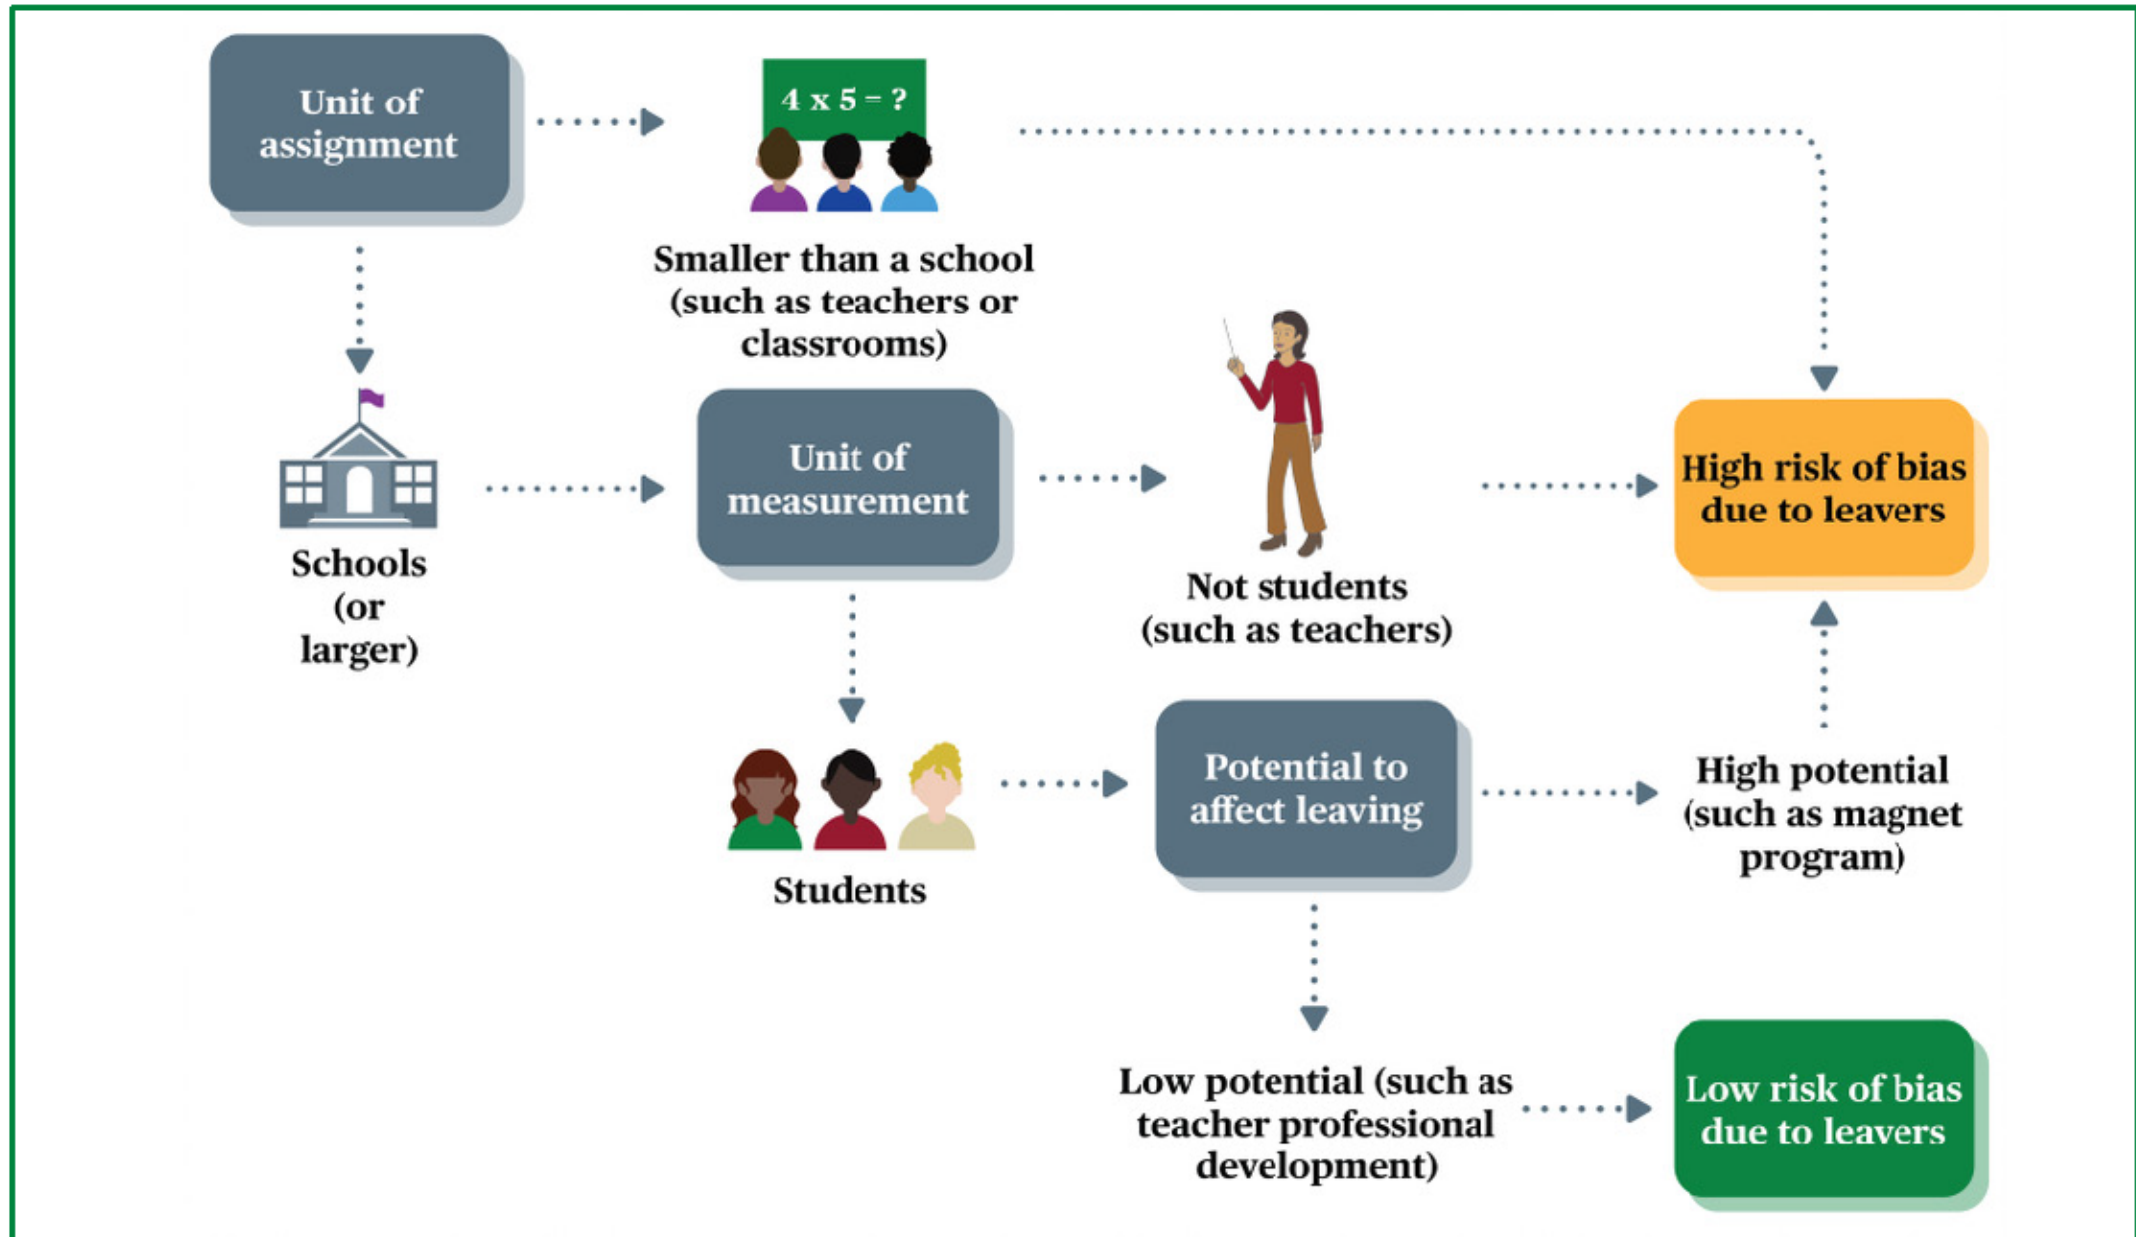 Unit of
assignment
4 x 5 = ?
Smaller than a school
(such as teachers or
classrooms)
Schools
(or
larger)
Unit of
measurement
Not students
(such as teachers)
High risk of bias
due to leavers
Students
Potential to
affect leaving
High potential
(such as magnet
program)
Low potential (such as
teacher professional
development)
Low risk of bias
due to leavers